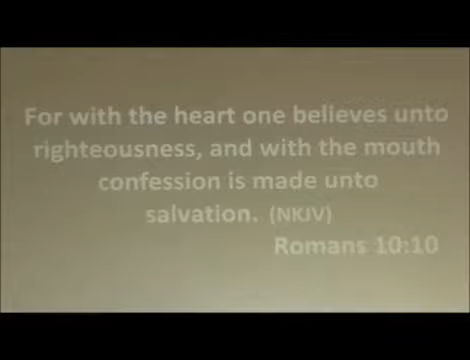 For with the heart one believes unto
righteousness, and with the mouth
confession is made unto
salvation. (NKJV)
Romans 10:10